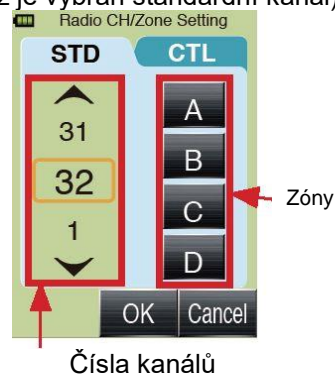 z je vybrán standardní kanál)
Radio CH/Zone Setting
STD CTL
31
32
1
A
B
C
D
Zóny
OK Cancel
Čísla kanálů